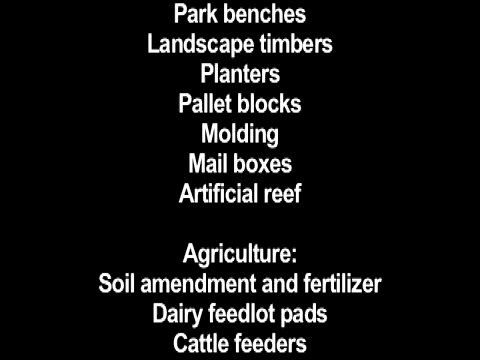 Park benches
Landscape timbers
Planters
Pallet blocks
Molding
Mail boxes
Artificial reef
Agriculture:
Soil amendment and fertilizer
Dairy feedlot pads
Cattle feeders